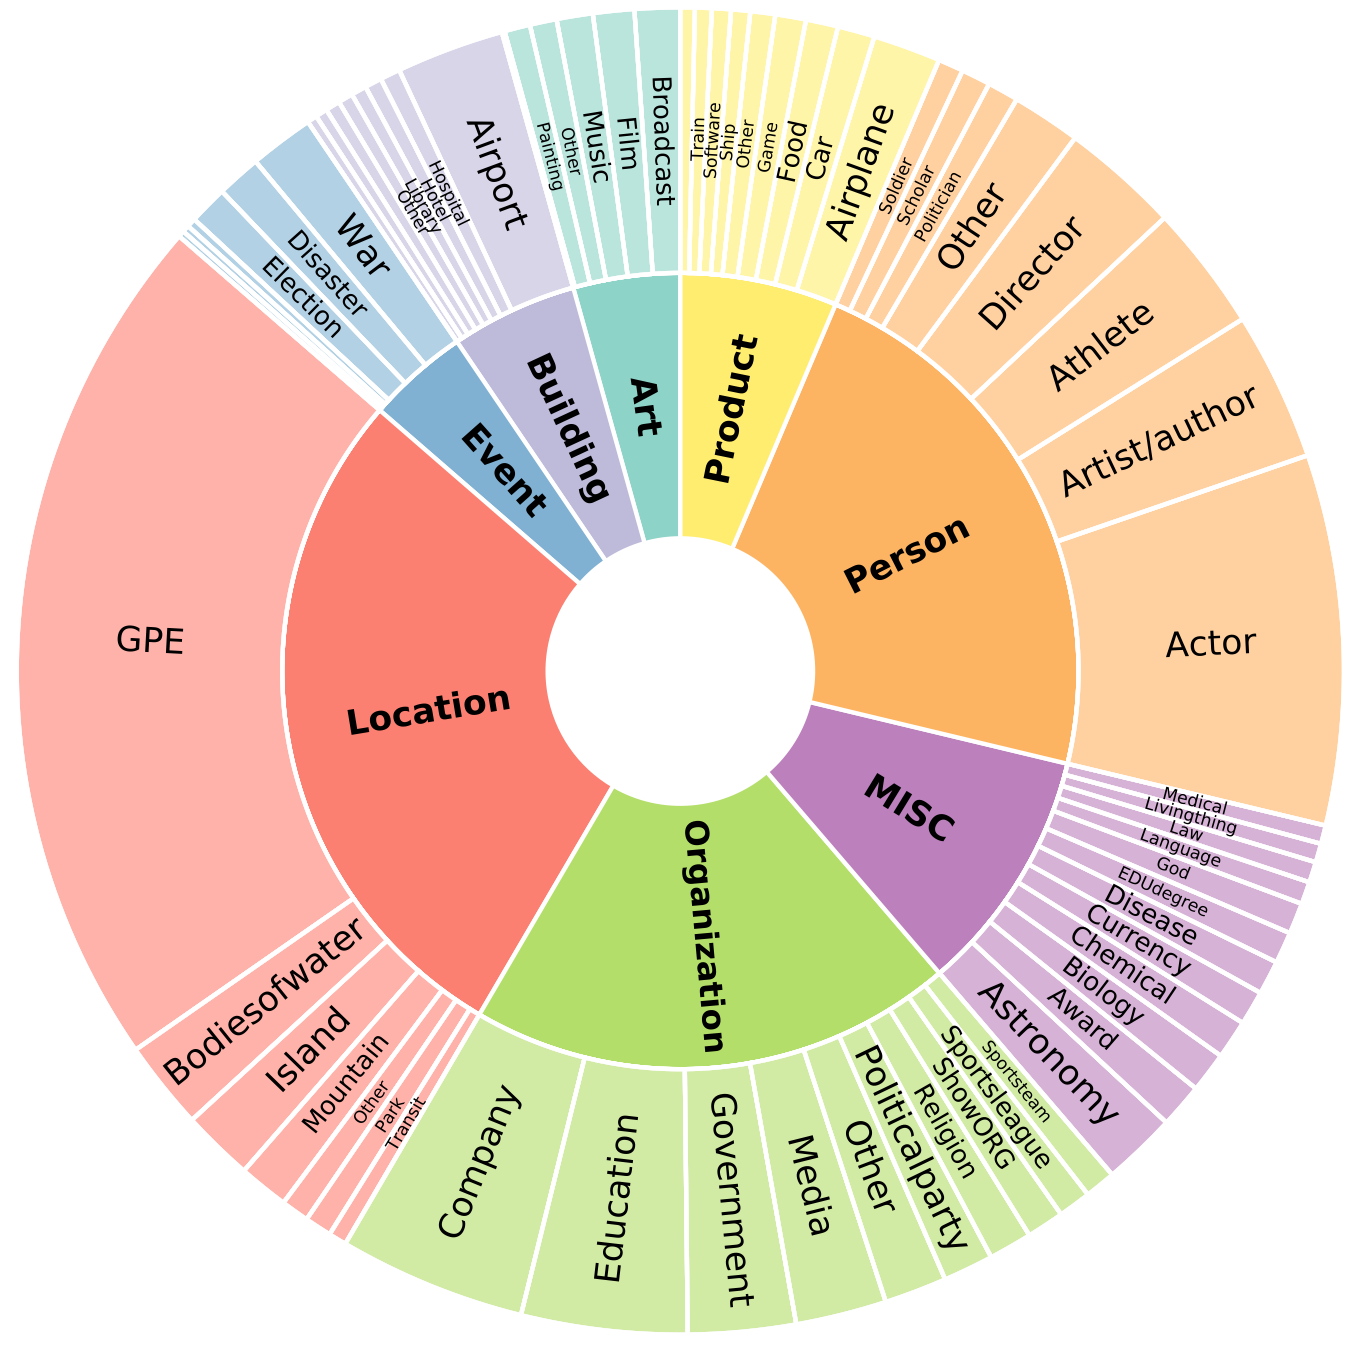 Broadcast
Film
Music
Other
Painting
Art
Train
Software
Ship
Other
Game
Food
Car
Airplane
Product
Soldier
Scholar
Politician
Other
Director
Athlete
Artist/author
Actor
Person
Medical
Livingthing
Law
Language
God
EDUdegree
Disease
Currency
Chemical
Biology
Award
Astronomy
MISC
Sportsteam
Sportsleague
ShowORG
Religion
Politicalparty
Other
Media
Government
Education
Company
Organization
Transit
Park
Other
Mountain
Island
Bodiesofwater
GPE
Location
Election
Disaster
War
Event
Other
Library
Hotel
Hospital
Airport
Building